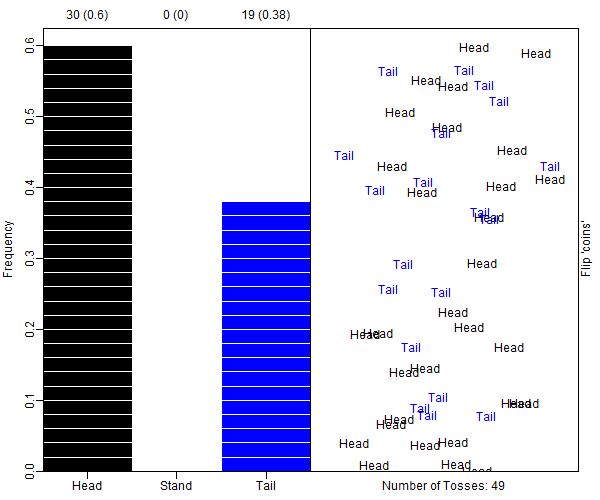 30 (0.6) 0 (0) 19 (0.38)
0.6
0.5
0.4
0.3
0.2
0.1
0.0
Frequency
Head Stand Tail
Head
Head
Tail
Tail
Head
Tail
Head
Tail
Head
Head
Tail
Head
Tail
Head
Tail
Head
Tail
Head
Head
Tail
Head
Tail
Head
Tail
Tail
Head
Tail
Tail
Head
Head
Head
Head
Tail
Head
Head
Head
Tail
Head
Head
Tail
Tail
Tail
Head
Head
Head
Head
Head
Head
Head
Head
Flip 'coins'
Number of Tosses: 49